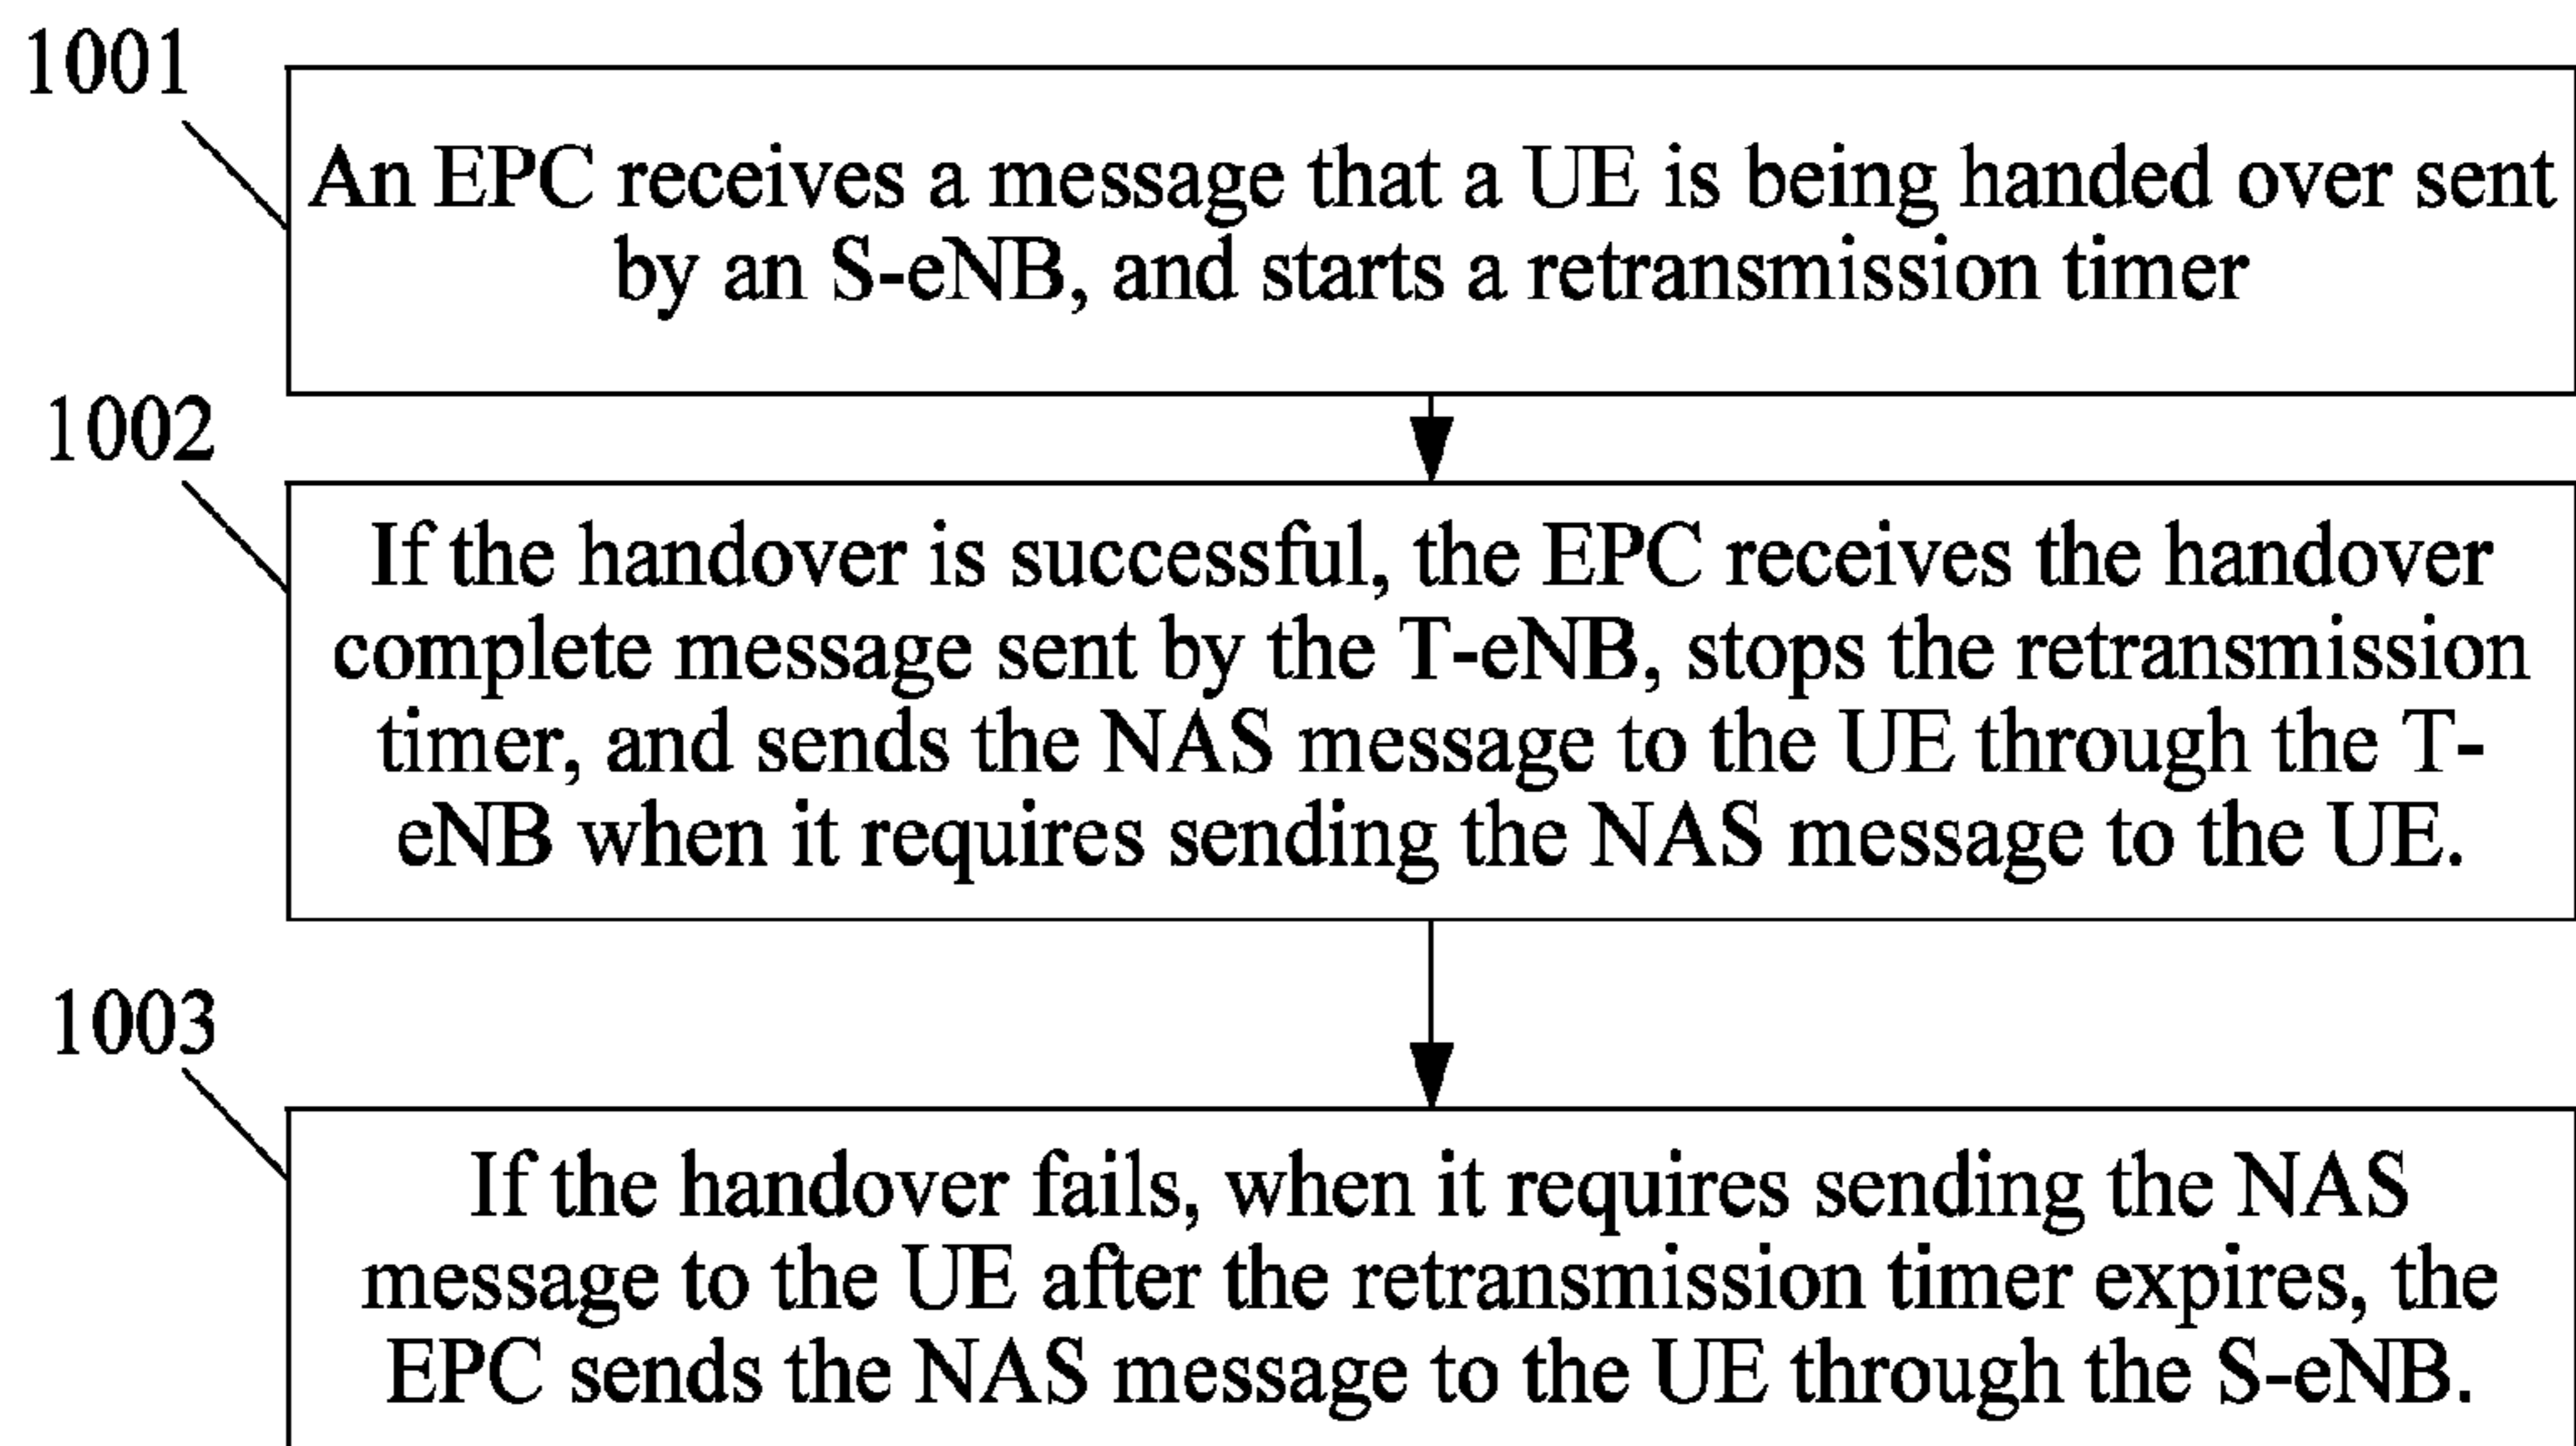 1001
An EPC receives a message that a UE is being handed over sent
by an S-eNB, and starts a retransmission timer
1002
If the handover is successful, the EPC receives the handover
complete message sent by the T-eNB, stops the retransmission
timer, and sends the NAS message to the UE through the T-
eNB when it requires sending the NAS message to the UE.
1003
If the handover fails, when it requires sending the NAS
message to the UE after the retransmission timer expires, the
EPC sends the NAS message to the UE through the S-eNB.